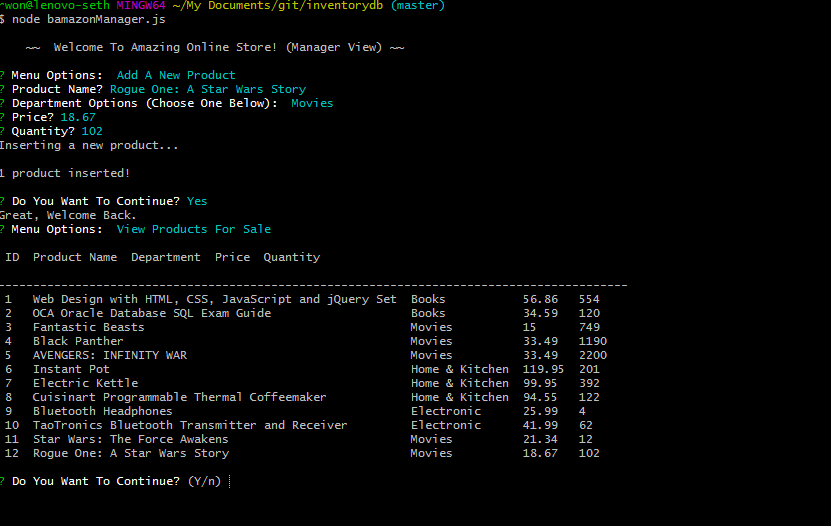 rwon@lenovo-seth MINGW64 ~/My Documents/git/inventorydb (master)
$ node bamazonManager.js
~~  Welcome To Amazing Online Store! (Manager View) ~~
? Menu Options:  Add A New Product
? Product Name? Rogue One: A Star Wars Story
? Department Options (Choose One Below):  Movies
? Price? 18.67
? Quantity? 102
Inserting a new product...
1 product inserted!
? Do You Want To Continue? Yes
Great, Welcome Back.
? Menu Options:  View Products For Sale
ID  Product Name  Department  Price  Quantity
------------------------------------------------------------------------------------------
1   Web Design with HTML, CSS, JavaScript and jQuery Set  Books           56.86   554
2   OCA Oracle Database SQL Exam Guide                    Books           34.59   120
3   Fantastic Beasts                                      Movies          15      749
4   Black Panther                                         Movies          33.49   1190
5   AVENGERS: INFINITY WAR                                Movies          33.49   2200
6   Instant Pot                                           Home & Kitchen  119.95  201
7   Electric Kettle                                       Home & Kitchen  99.95   392
8   Cuisinart Programmable Thermal Coffeemaker            Home & Kitchen  94.55   122
9   Bluetooth Headphones                                  Electronic      25.99   4
10  TaoTronics Bluetooth Transmitter and Receiver         Electronic      41.99   62
11  Star Wars: The Force Awakens                          Movies          21.34   12
12  Rogue One: A Star Wars Story                          Movies          18.67   102
? Do You Want To Continue? (Y/n)